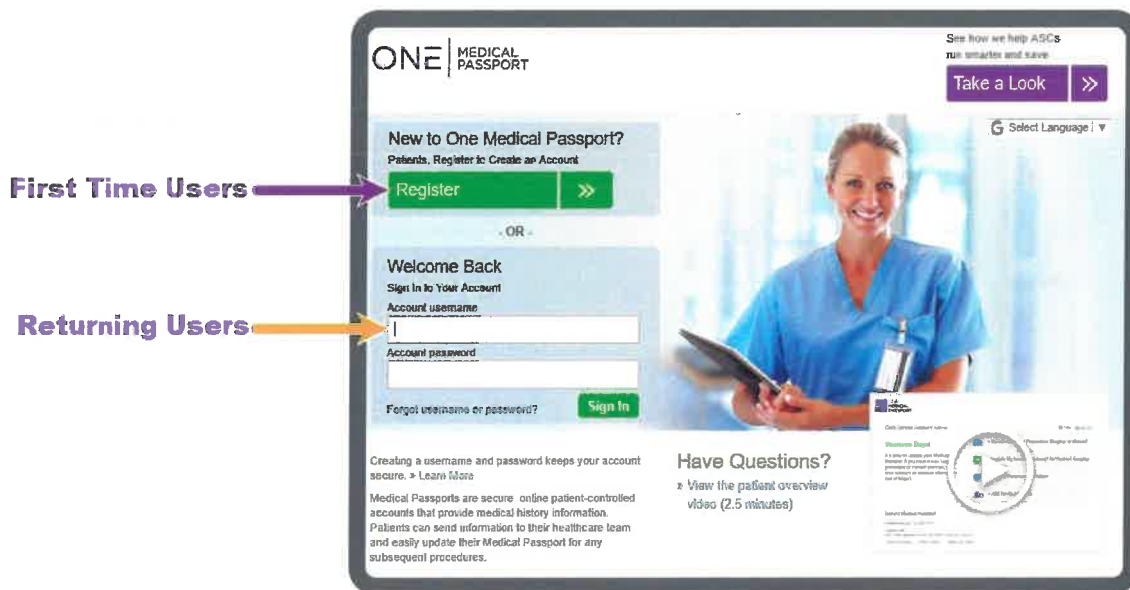 ONE MEDICAL
PASSPORT
See how we help ASCs
run smarter and save
Take a Look »
Select Language ▼
New to One Medical Passport?
Patients, Register to Create an Account
First Time Users
Register »
- OR -
Welcome Back
Sign In to Your Account
Account username
Returning Users
Account password
Forgot username or password?
Sign In
Creating a username and password keeps your account
secure. » Learn More
Medical Passports are secure online patient-controlled
accounts that provide medical history information.
Patients can send information to their healthcare team
and easily update their Medical Passport for any
subsequent procedures.
Have Questions?
» View the patient overview
video (2.5 minutes)
MEDICAL
PASSPORT